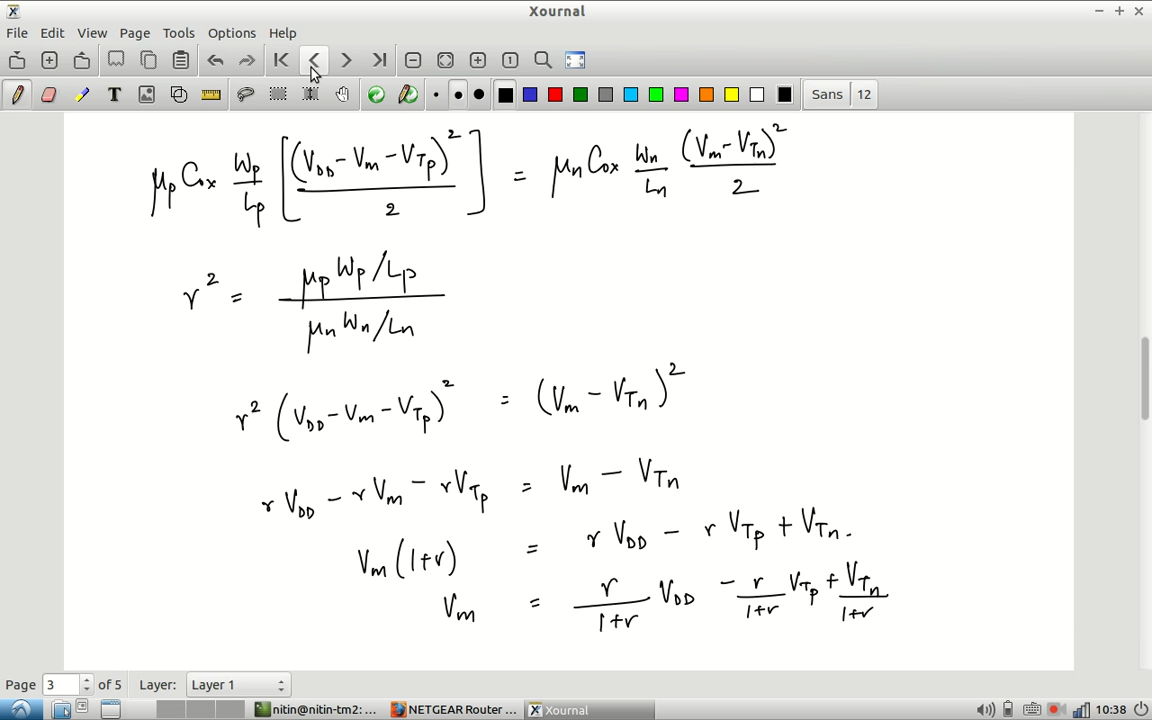 Xournal
File Edit View Page Tools Options Help
Sans 12
μp Cox Wp/Lp [(VDD - Vm - VTp)²/2] = μn Cox Wn/Ln (Vm - VTn)²/2
r² = μp Wp/Lp / μn Wn/Ln
r² (VDD - Vm - VTp)² = (Vm - VTn)²
r VDD - r Vm - r VTp = Vm - VTn
Vm (1+r) = r VDD - r VTp + VTn.
Vm = r/1+r VDD - r/1+r VTp + VTn/1+r
Page 3 of 5 Layer: Layer 1
nitin@nitin-tm2: ... NETGEAR Router ... Xournal 10:38